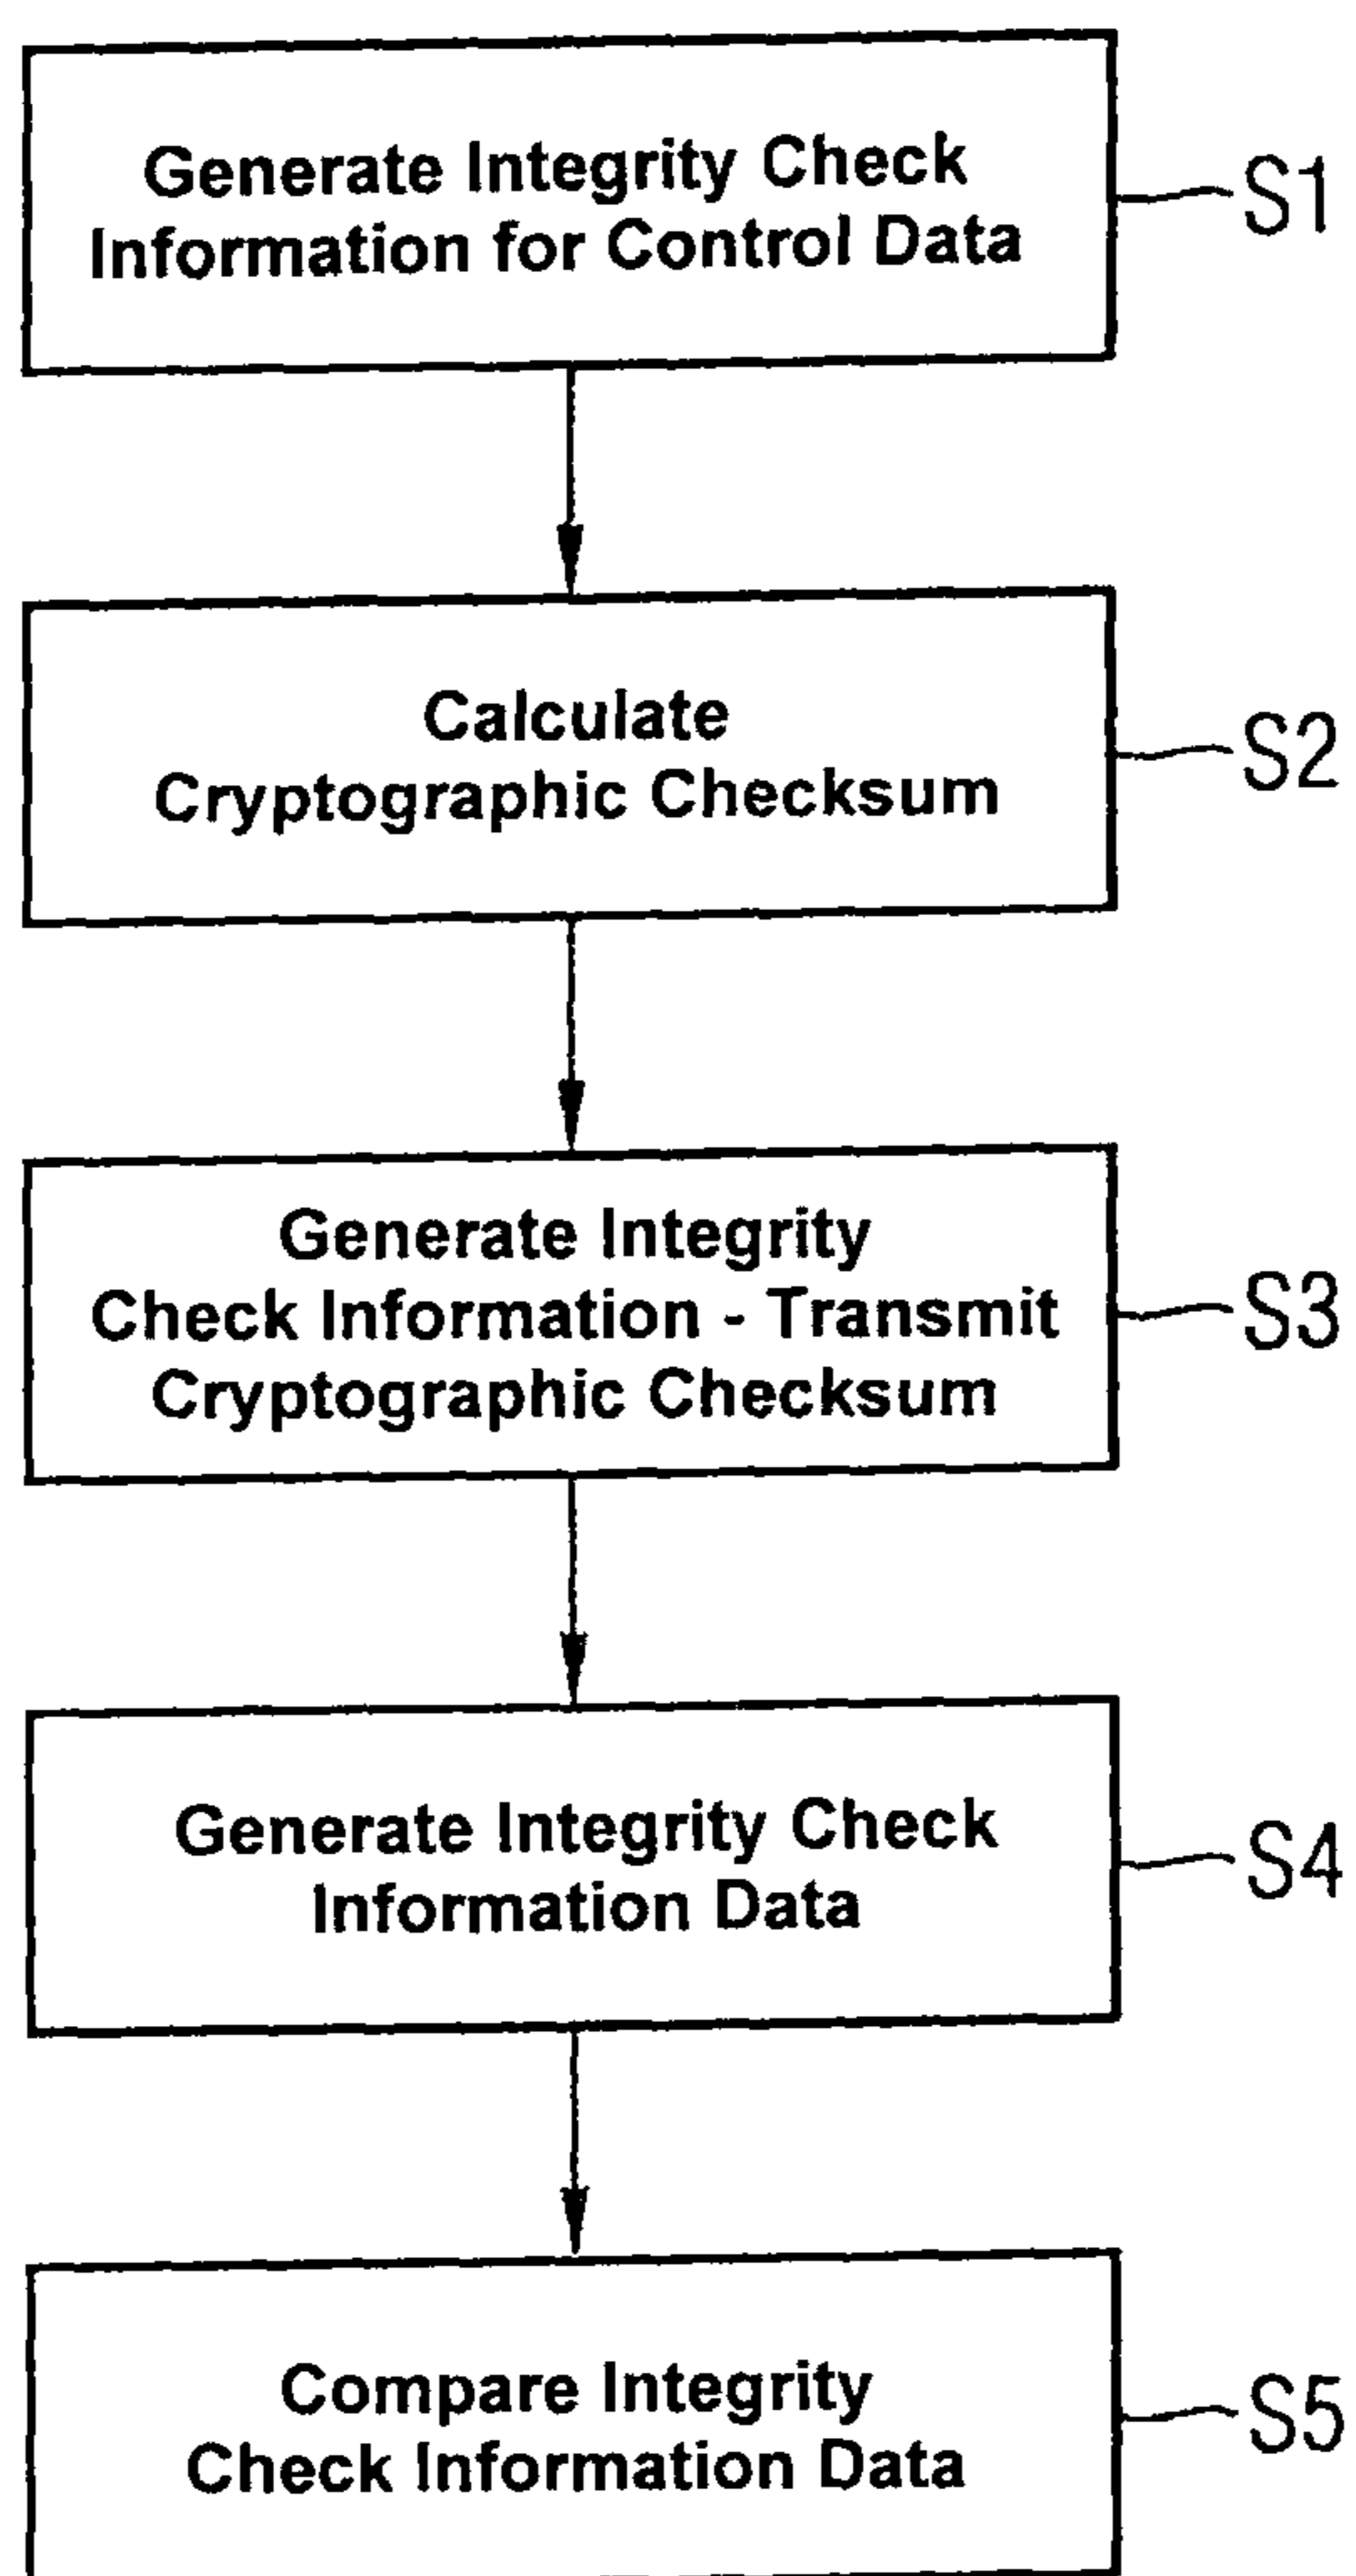 Generate Integrity Check
Information for Control Data
S1
Calculate
Cryptographic Checksum
S2
Generate Integrity
Check Information - Transmit
Cryptographic Checksum
S3
Generate Integrity Check
Information Data
S4
Compare Integrity
Check Information Data
S5